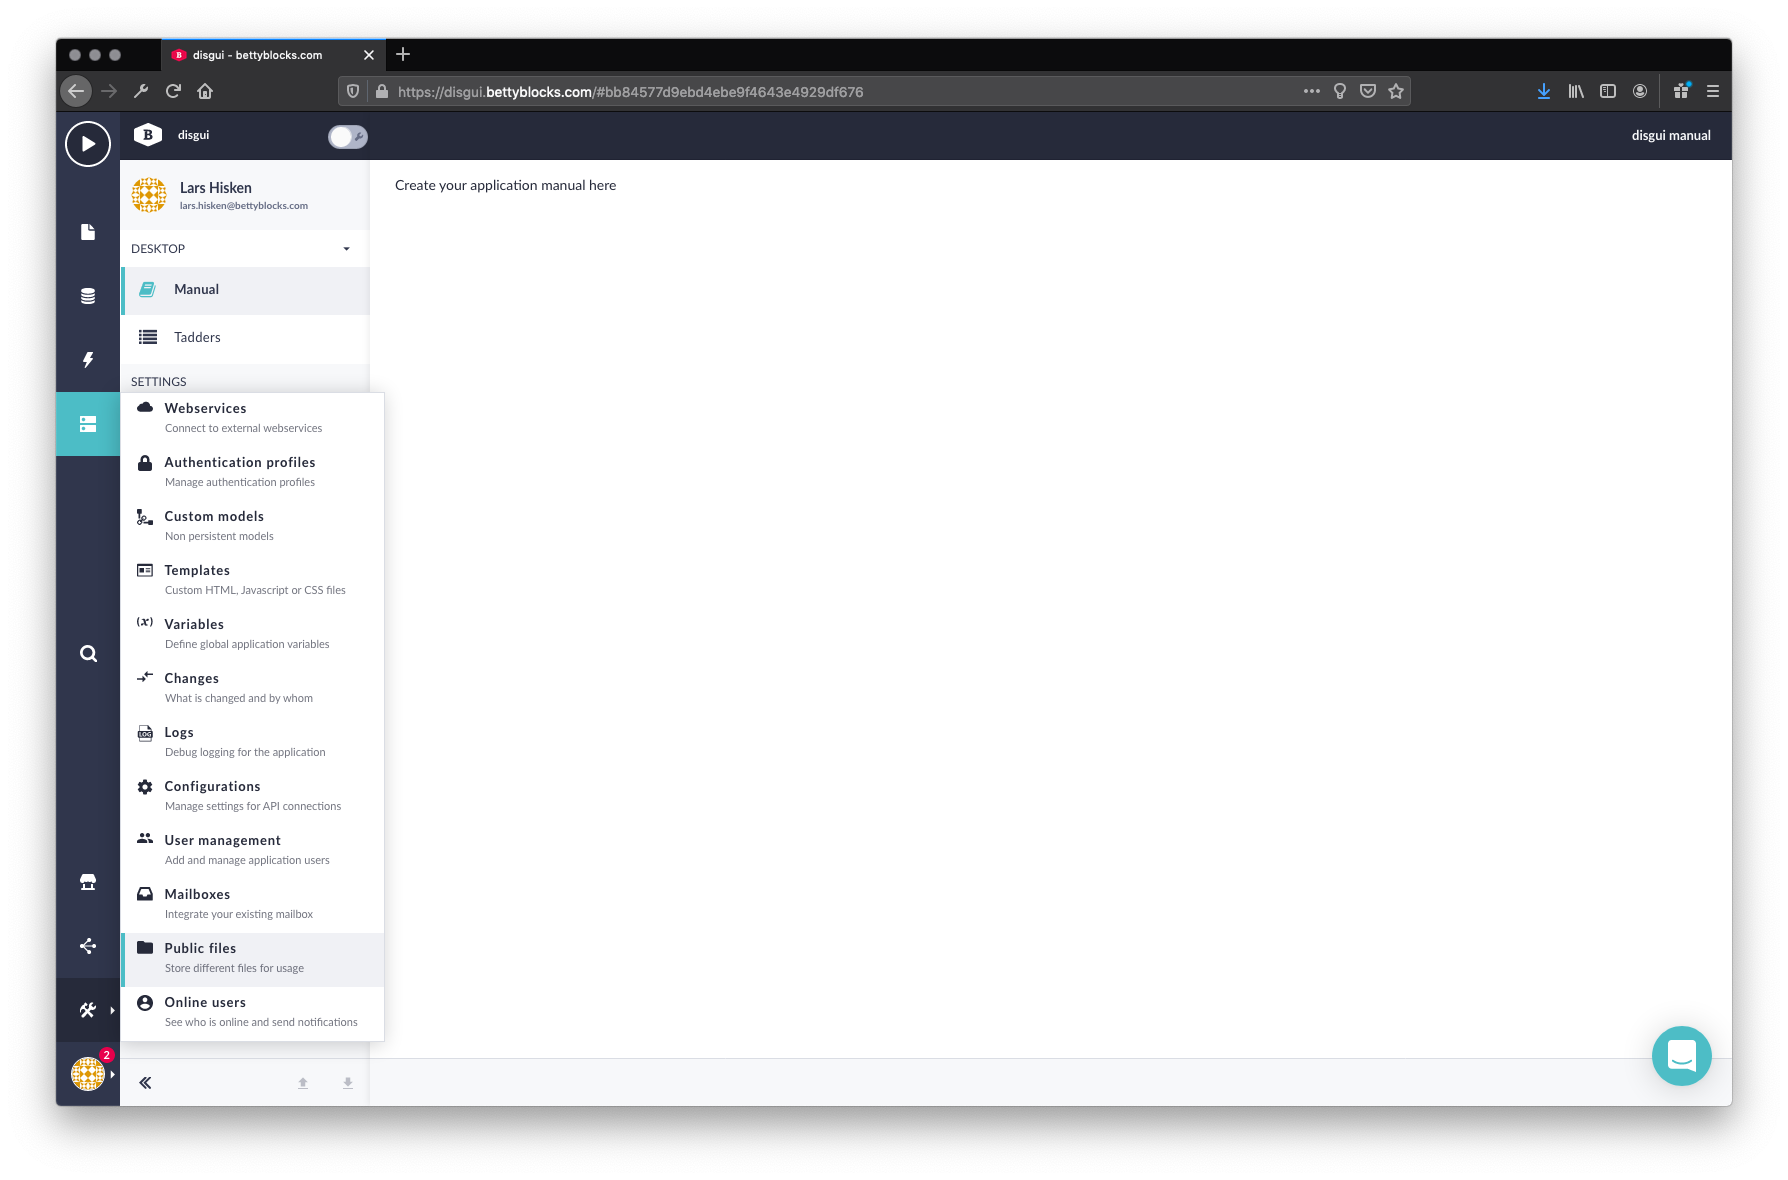 disgui - bettyblocks.com
https://disgui.bettyblocks.com/#bb84577d9ebd4ebe9f4643e4929df676
B disgui
disgui manual
Lars Hisken
lars.hisken@bettyblocks.com
Create your application manual here
DESKTOP
Manual
Tadders
SETTINGS
Webservices
Connect to external webservices
Authentication profiles
Manage authentication profiles
Custom models
Non persistent models
Templates
Custom HTML, Javascript or CSS files
(x) Variables
Define global application variables
Changes
What is changed and by whom
LOG Logs
Debug logging for the application
Configurations
Manage settings for API connections
User management
Add and manage application users
Mailboxes
Integrate your existing mailbox
Public files
Store different files for usage
Online users
See who is online and send notifications
2